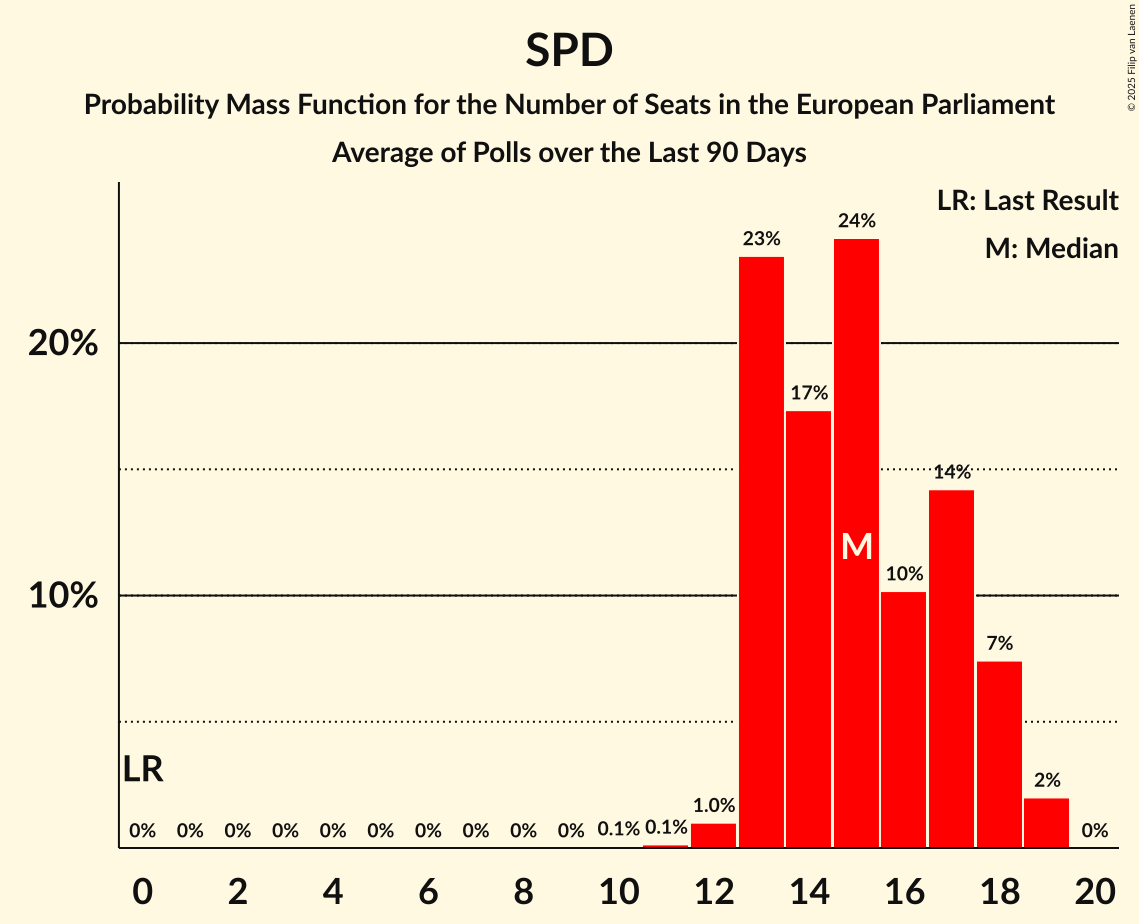 SPD
Probability Mass Function for the Number of Seats in the European Parliament
Average of Polls over the Last 90 Days
© 2025 Filip van Laenen
LR: Last Result
M: Median
20%
10%
LR
M
0% 0% 0% 0% 0% 0% 0% 0% 0% 0% 0.1% 0.1% 1.0% 23% 17% 24% 10% 14% 7% 2% 0%
0 2 4 6 8 10 12 14 16 18 20